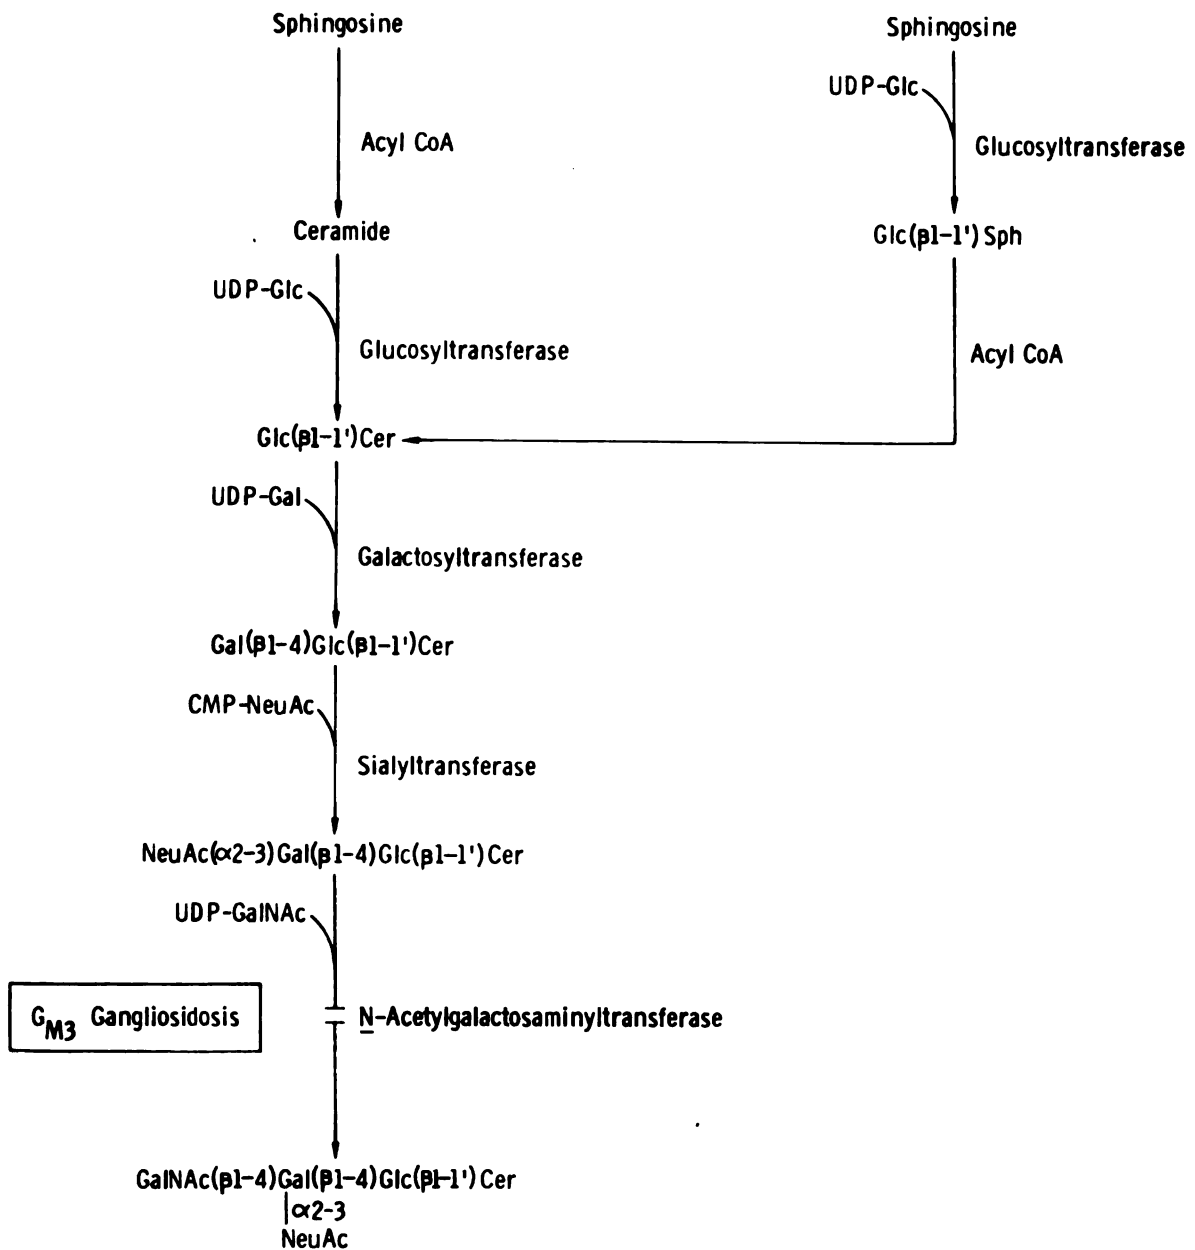 Sphingosine
Acyl CoA
Ceramide
UDP-Glc
Glucosyltransferase
Glc(β1-1')Cer
UDP-Gal
Galactosyltransferase
Gal(β1-4)Glc(β1-1')Cer
CMP-NeuAc
Sialyltransferase
NeuAc(α2-3)Gal(β1-4)Glc(β1-1')Cer
UDP-GalNAc
GM3 Gangliosidosis
N-Acetylgalactosaminyltransferase
GalNAc(β1-4)Gal(β1-4)Glc(β1-1')Cer
α2-3
NeuAc
Sphingosine
UDP-Glc
Glucosyltransferase
Glc(β1-1')Sph
Acyl CoA